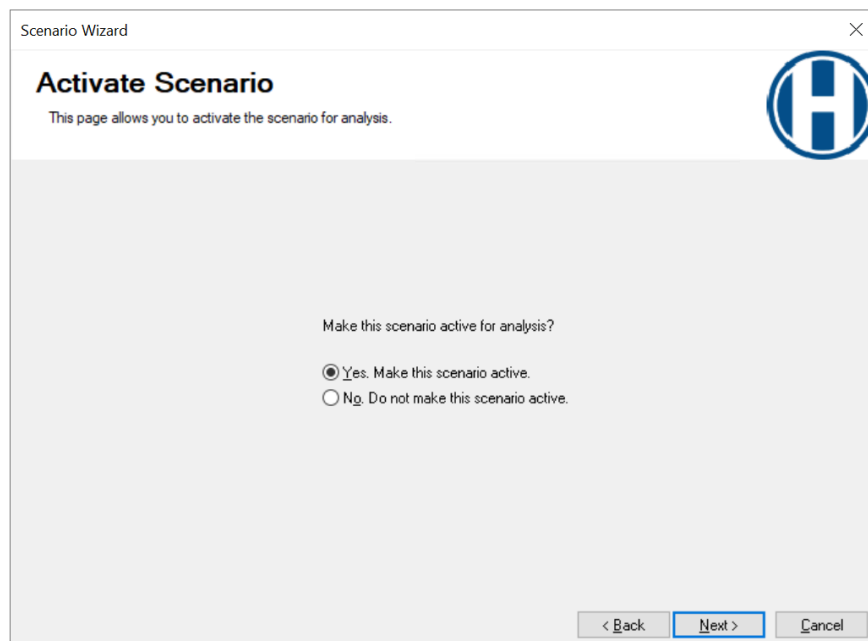 Scenario Wizard
Activate Scenario
This page allows you to activate the scenario for analysis.
H
Make this scenario active for analysis?
Yes. Make this scenario active.
No. Do not make this scenario active.
< Back Next > Cancel